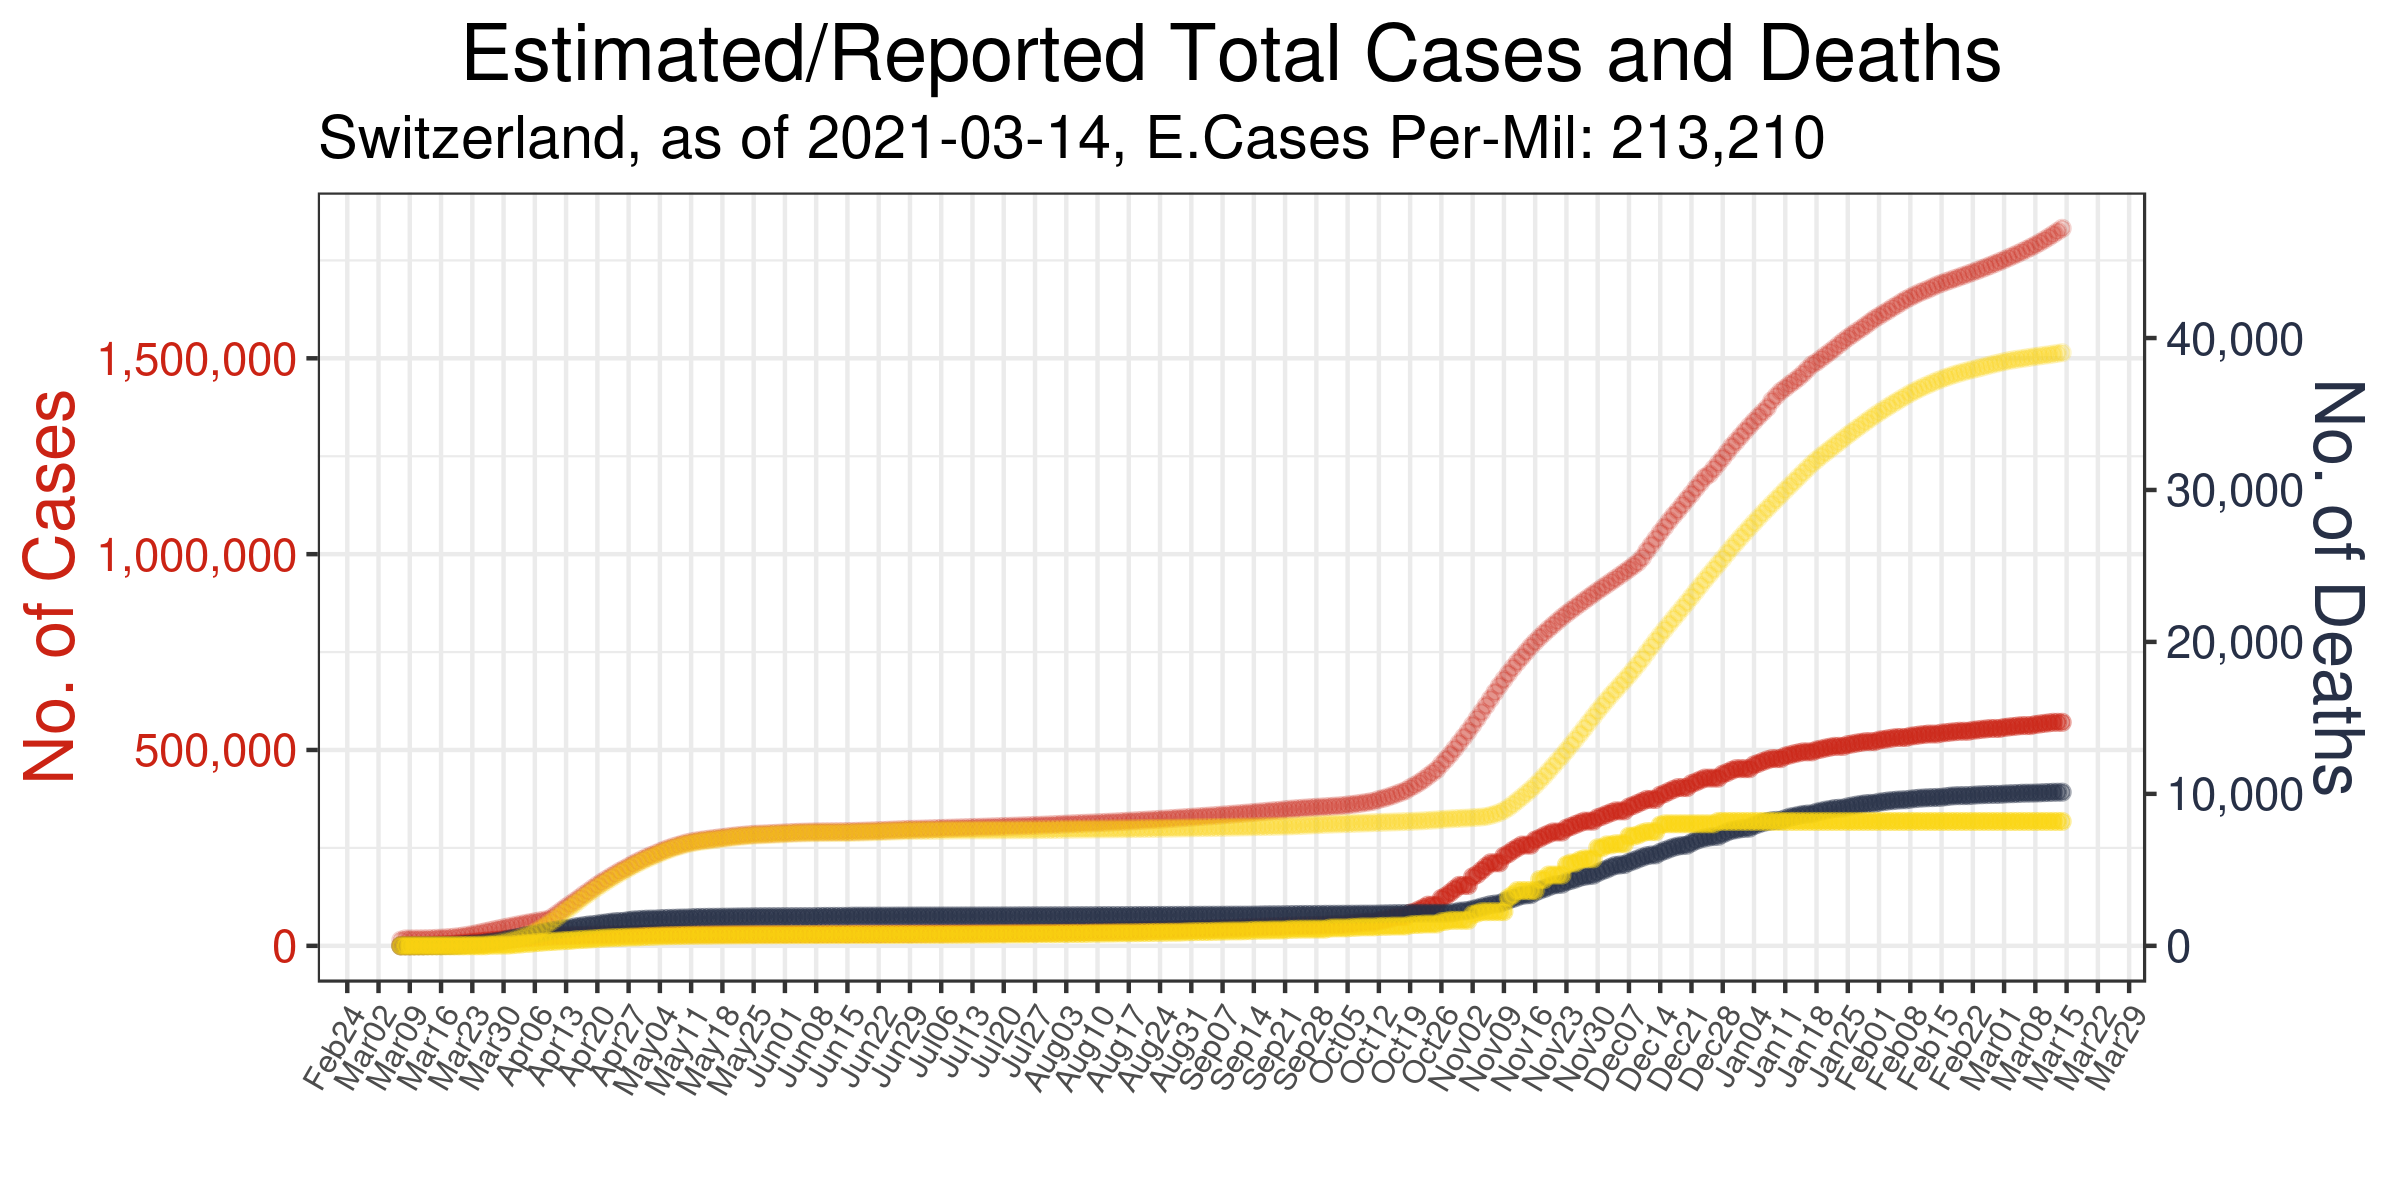 Estimated/Reported Total Cases and Deaths
Switzerland, as of 2021-03-14, E.Cases Per-Mil: 213,210
No. of Cases
1,500,000
1,000,000
500,000
0
40,000
30,000
20,000
10,000
0
No. of Deaths
Feb24
Mar02
Mar09
Mar16
Mar23
Mar30
Apr06
Apr13
Apr20
Apr27
May04
May11
May18
May25
Jun01
Jun08
Jun15
Jun22
Jun29
Jul06
Jul13
Jul20
Jul27
Aug03
Aug10
Aug17
Aug24
Aug31
Sep07
Sep14
Sep21
Sep28
Oct05
Oct12
Oct19
Oct26
Nov02
Nov09
Nov16
Nov23
Nov30
Dec07
Dec14
Dec21
Dec28
Jan04
Jan11
Jan18
Jan25
Feb01
Feb08
Feb15
Feb22
Mar01
Mar08
Mar15
Mar22
Mar29